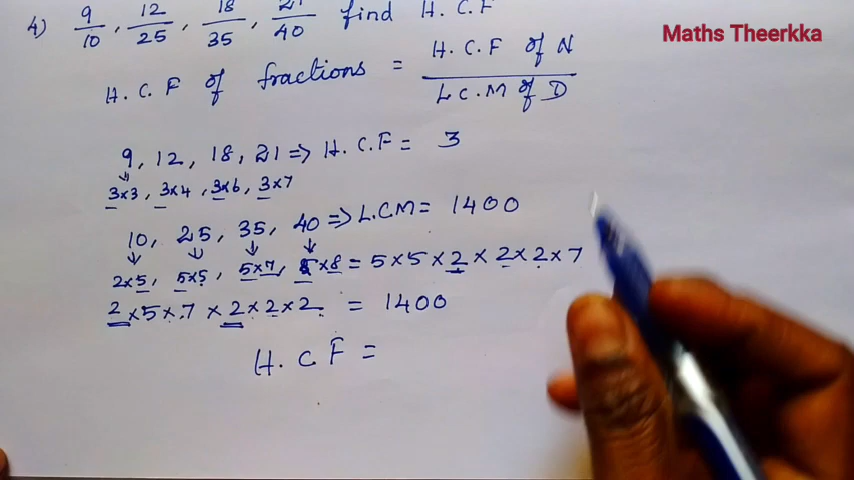 Maths Theerkka
4) 9/10, 12/25, 18/35, 21/40 find H.C.F
H.C.F of fractions = H.C.F of N / L.C.M of D
9, 12, 18, 21 ⇒ H.C.F = 3
3×3, 3×4, 3×6, 3×7
10, 25, 35, 40 ⇒ L.C.M = 1400
2×5, 5×5, 5×7, 5×8 = 5×5×2×2×2×7
2×5×7×2×2×2 = 1400
H.C.F =